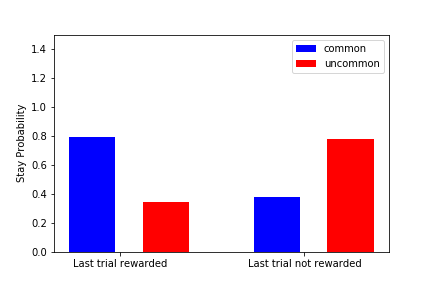 1.4
1.2
1.0
0.8
0.6
0.4
0.2
0.0
Stay Probability
common
uncommon
Last trial rewarded
Last trial not rewarded